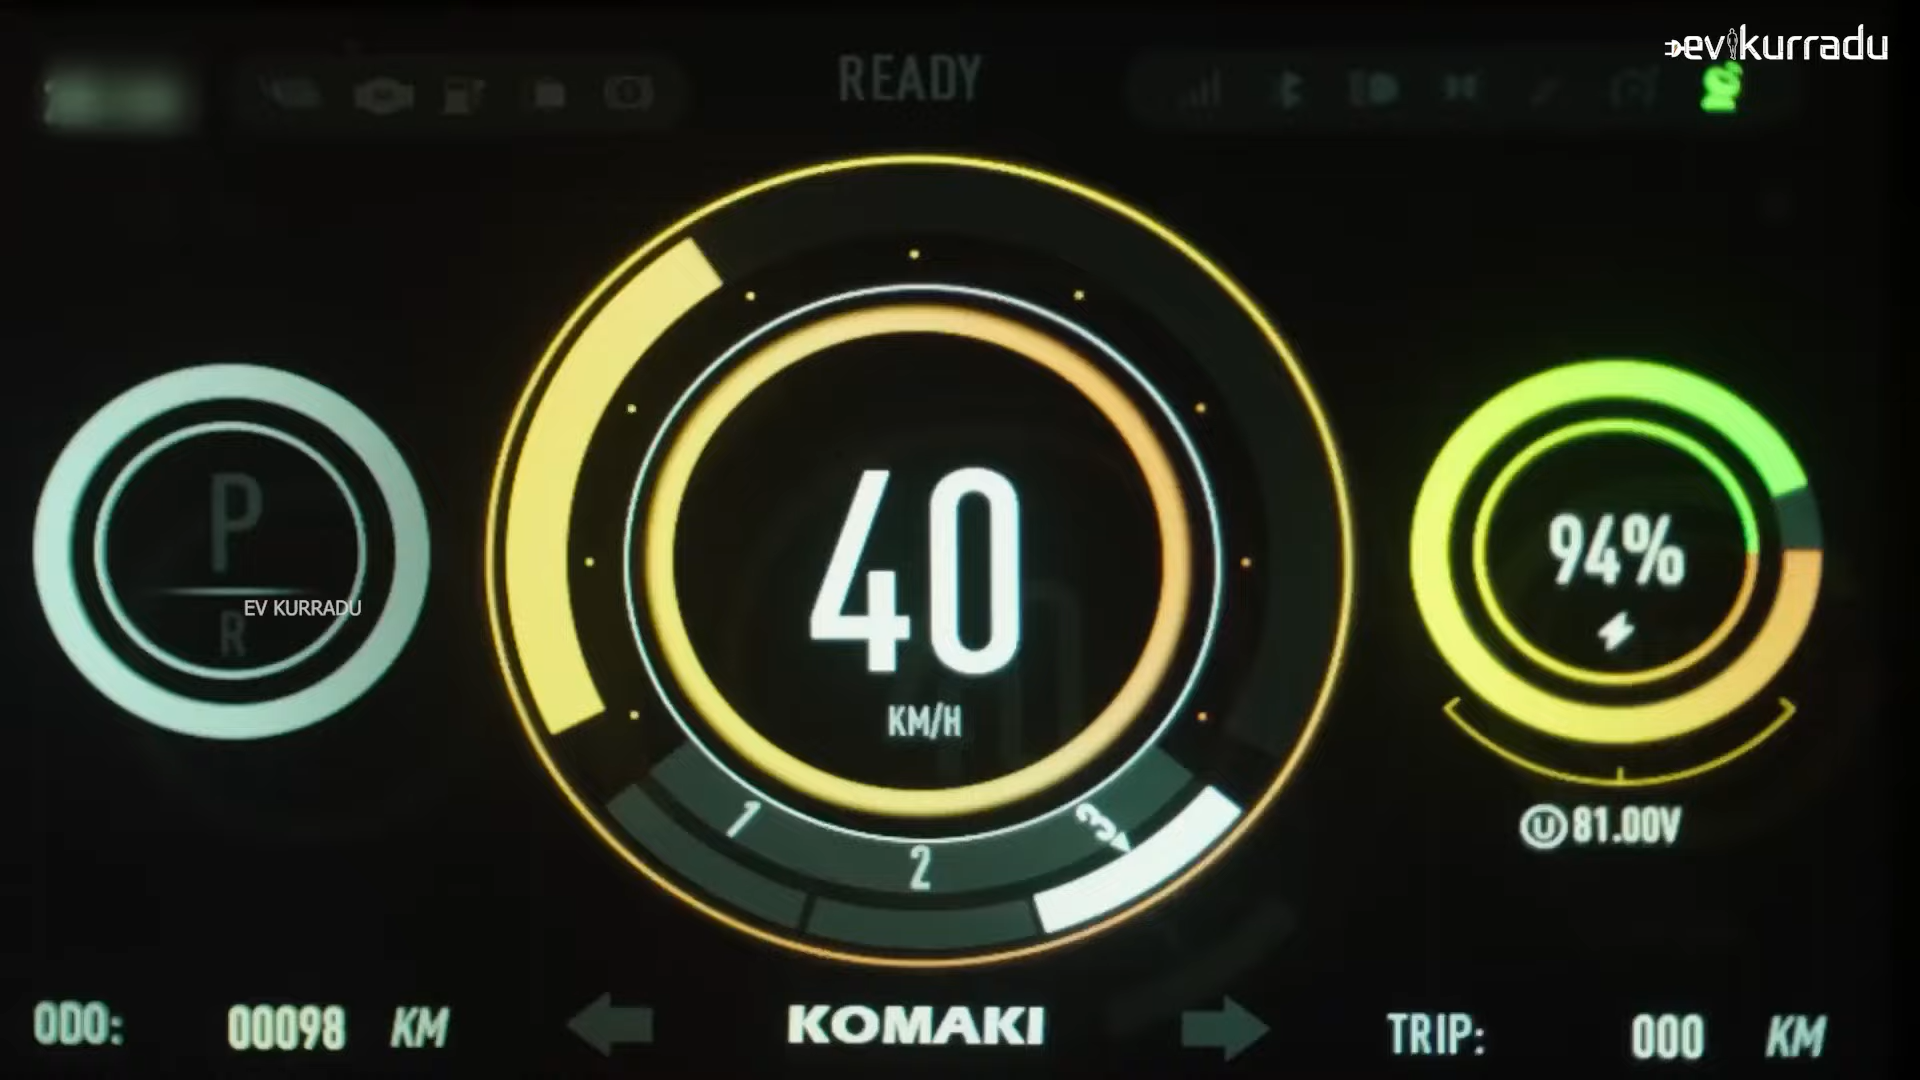 evkurradu
READY
P
R
EV KURRADU
40
KM/H
1
2
3
94%
U 81.00V
ODO: 00098 KM
KOMAKI
TRIP: 000 KM